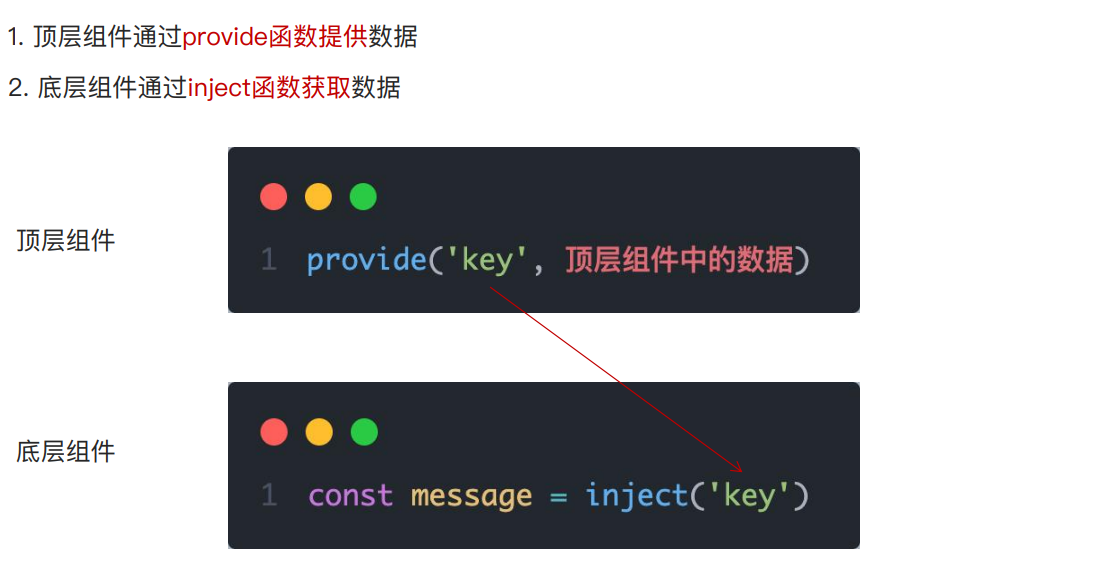 1. 顶层组件通过provide函数提供数据
2. 底层组件通过inject函数获取数据
顶层组件
1 provide('key', 顶层组件中的数据)
底层组件
1 const message = inject('key')